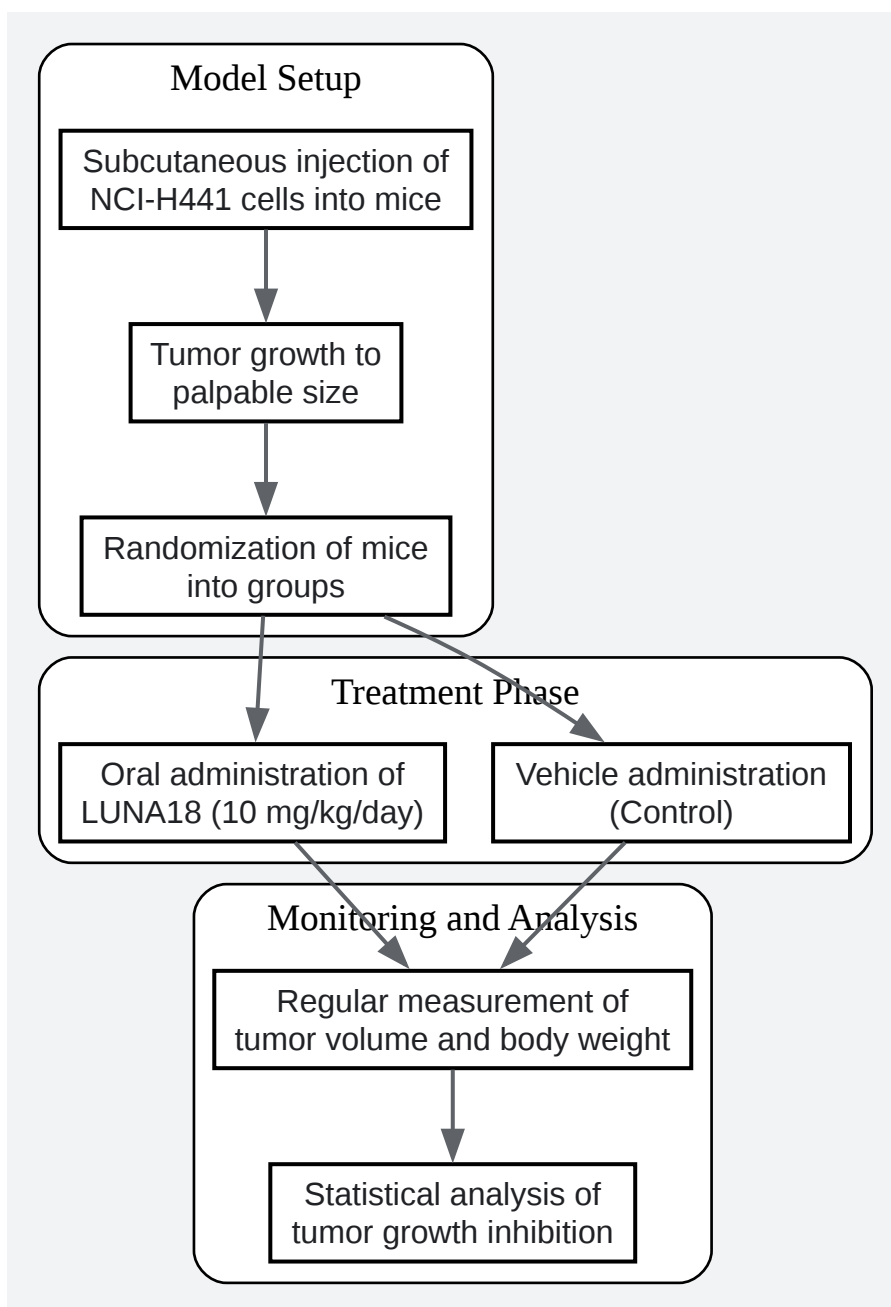 Model Setup
Subcutaneous injection of
NCI-H441 cells into mice
Tumor growth to
palpable size
Randomization of mice
into groups
Treatment Phase
Oral administration of
LUNA18 (10 mg/kg/day)
Vehicle administration
(Control)
Monitoring and Analysis
Regular measurement of
tumor volume and body weight
Statistical analysis of
tumor growth inhibition